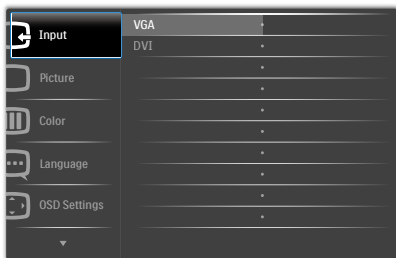 Input
VGA
DVI
Picture
Color
Language
OSD Settings